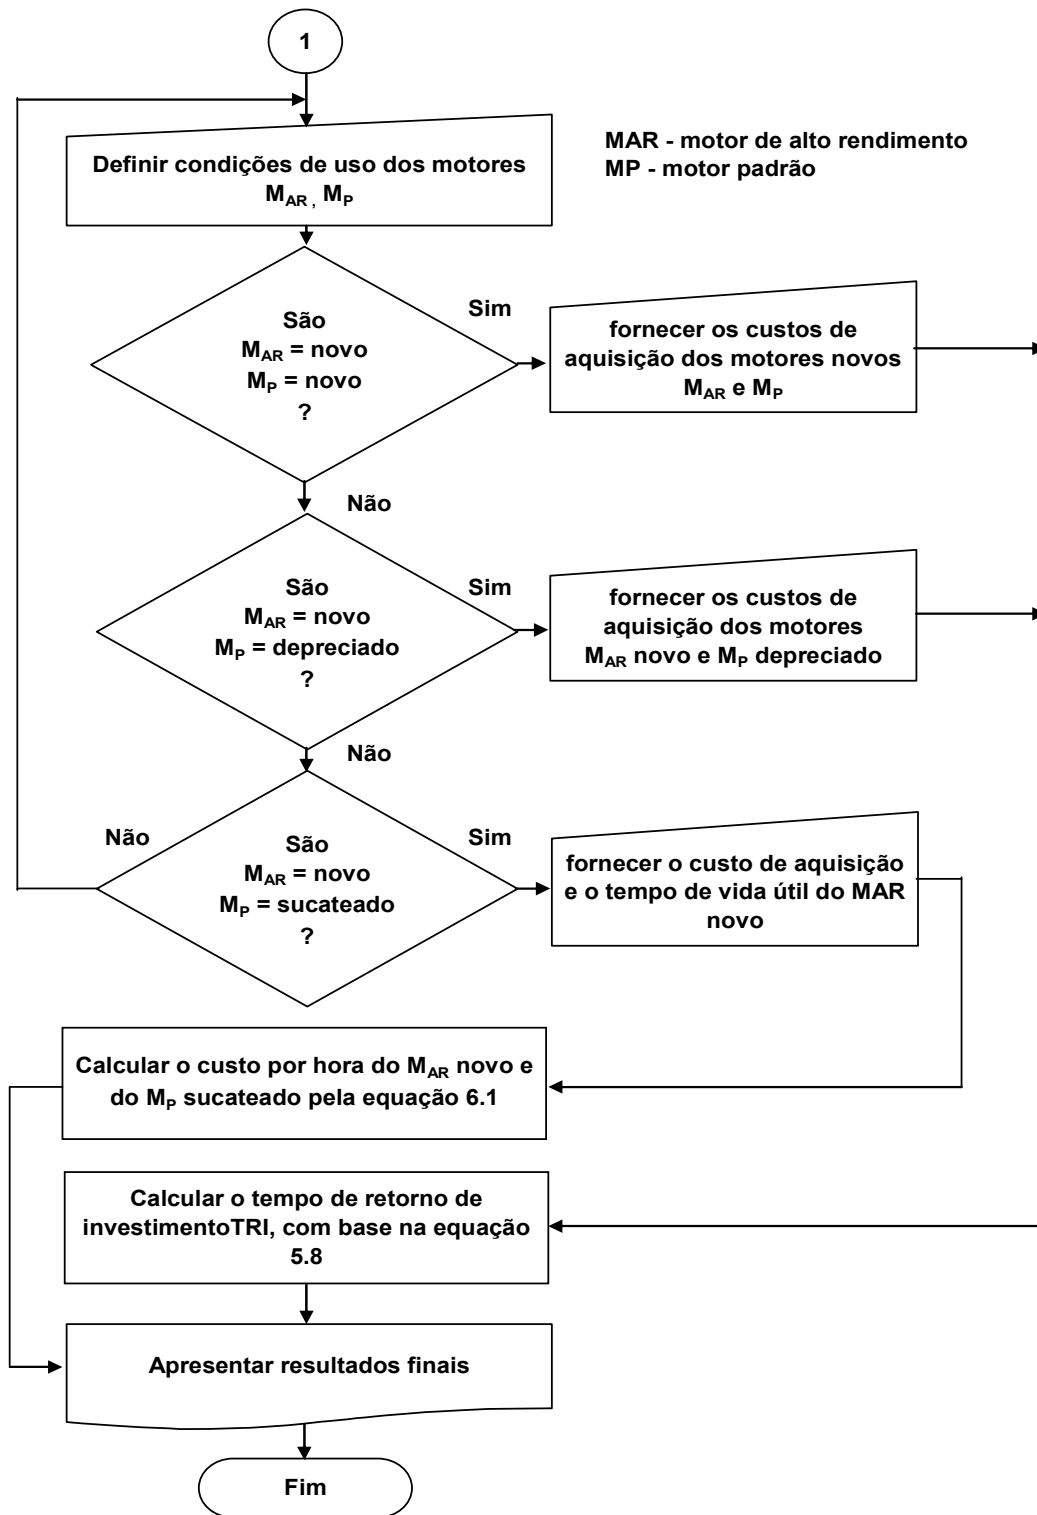 1
MAR - motor de alto rendimento
MP - motor padrão
Definir condições de uso dos motores
MAR , MP
São
MAR = novo
MP = novo
?
Sim
fornecer os custos de
aquisição dos motores novos
MAR e MP
Não
São
MAR = novo
MP = depreciado
?
Sim
fornecer os custos de
aquisição dos motores
MAR novo e MP depreciado
Não
Não
São
MAR = novo
MP = sucateado
?
Sim
fornecer o custo de aquisição
e o tempo de vida útil do MAR
novo
Calcular o custo por hora do MAR novo e
do MP sucateado pela equação 6.1
Calcular o tempo de retorno de
investimentoTRI, com base na equação
5.8
Apresentar resultados finais
Fim